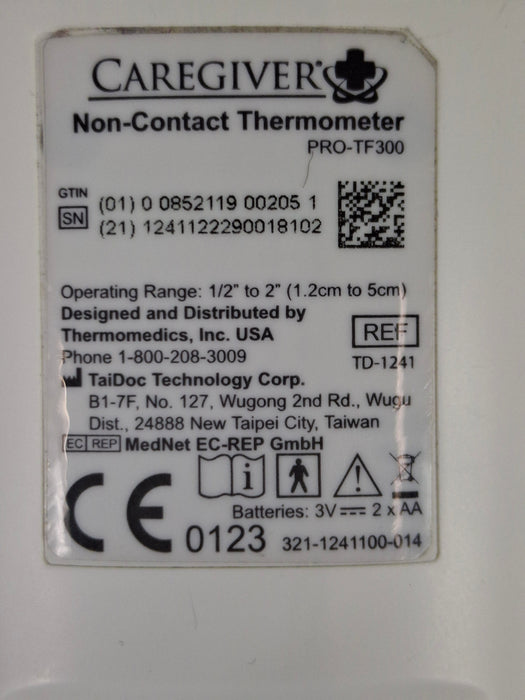 CAREGIVER®
Non-Contact Thermometer
PRO-TF300
GTIN (01) 0 0852119 00205 1
SN (21) 1241122290018102
Operating Range: 1/2" to 2" (1.2cm to 5cm)
Designed and Distributed by
Thermomedics, Inc. USA
REF
Phone 1-800-208-3009
TD-1241
TaiDoc Technology Corp.
B1-7F, No. 127, Wugong 2nd Rd., Wugu
Dist., 24888 New Taipei City, Taiwan
EC REP MedNet EC-REP GmbH
i
Batteries: 3V 2 x AA
CE 0123 321-1241100-014